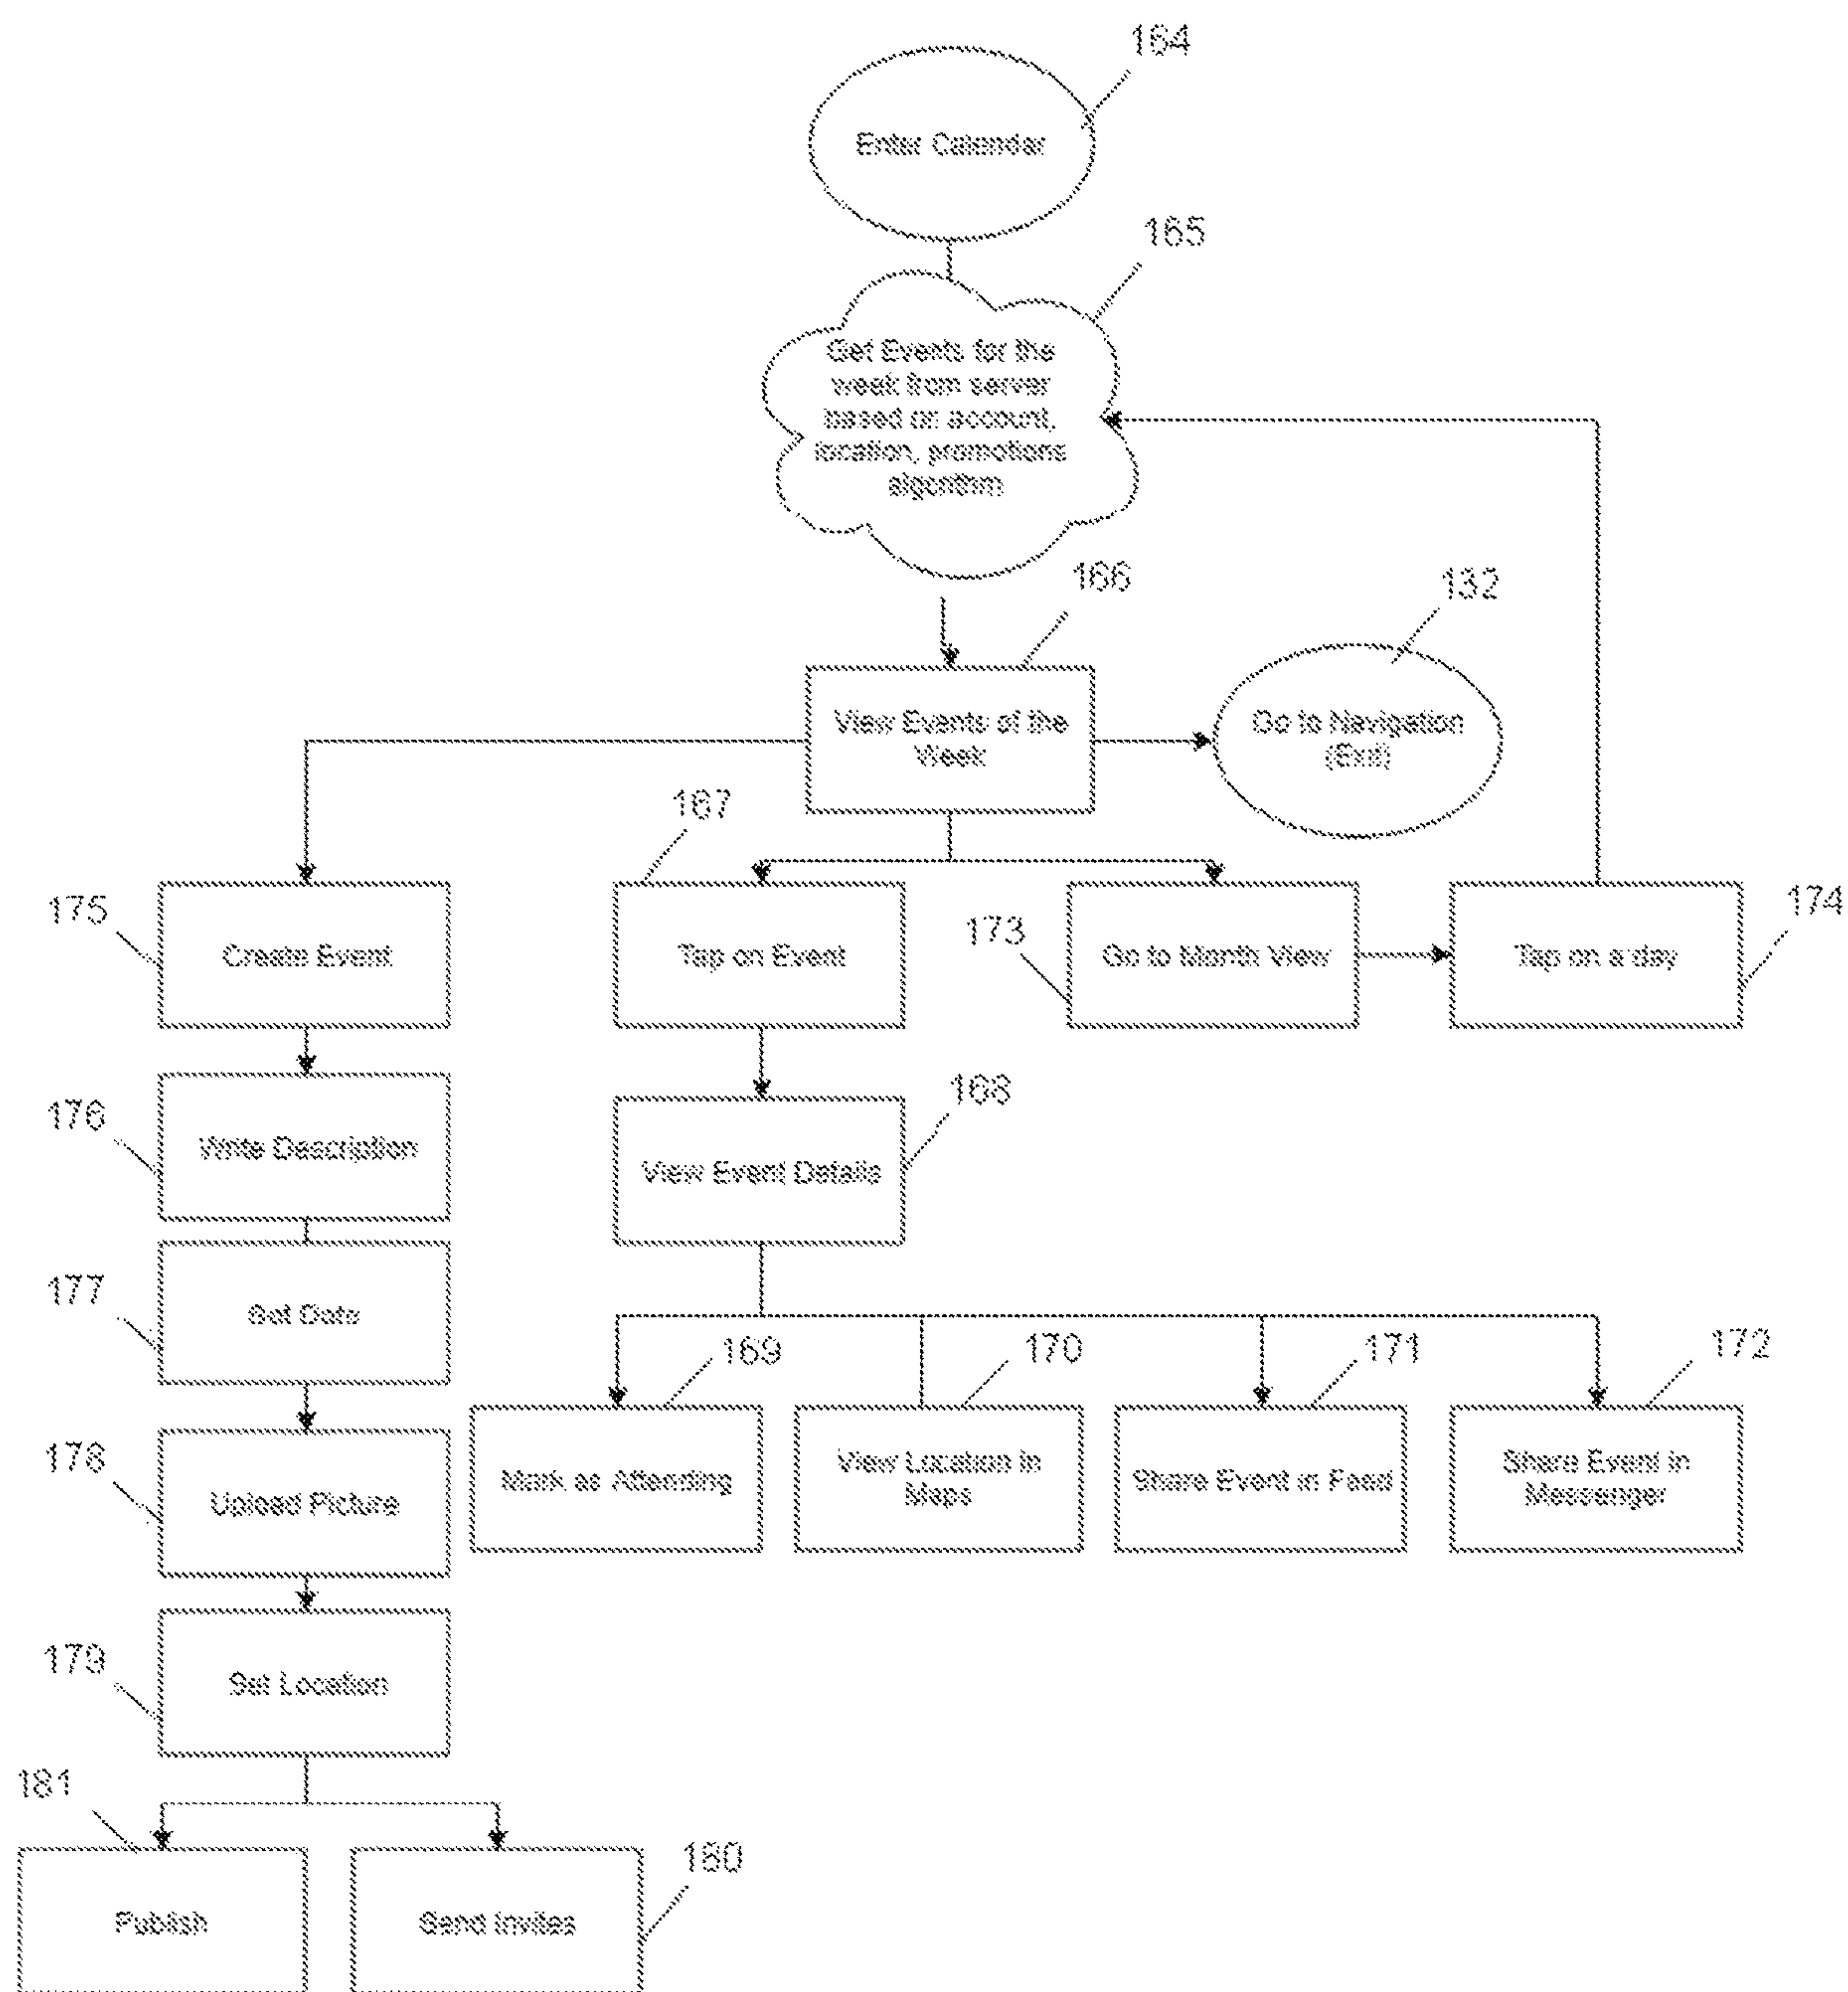 164
Enter Calendar
165
Get Events for the
week from server
based on account,
location, promotions
algorithm
166
132
View Events of the
Week
Go to Navigation
(Exit)
167
175
Create Event
Tap on Event
173
Go to Month View
Tap on a day
174
176
Write Description
168
View Event Details
177
Set Date
169
170
171
172
178
Upload Picture
Mark as Attending
View Location in
Maps
Share Event in Feed
Share Event in
Messenger
179
Set Location
181
180
Publish
Send Invites